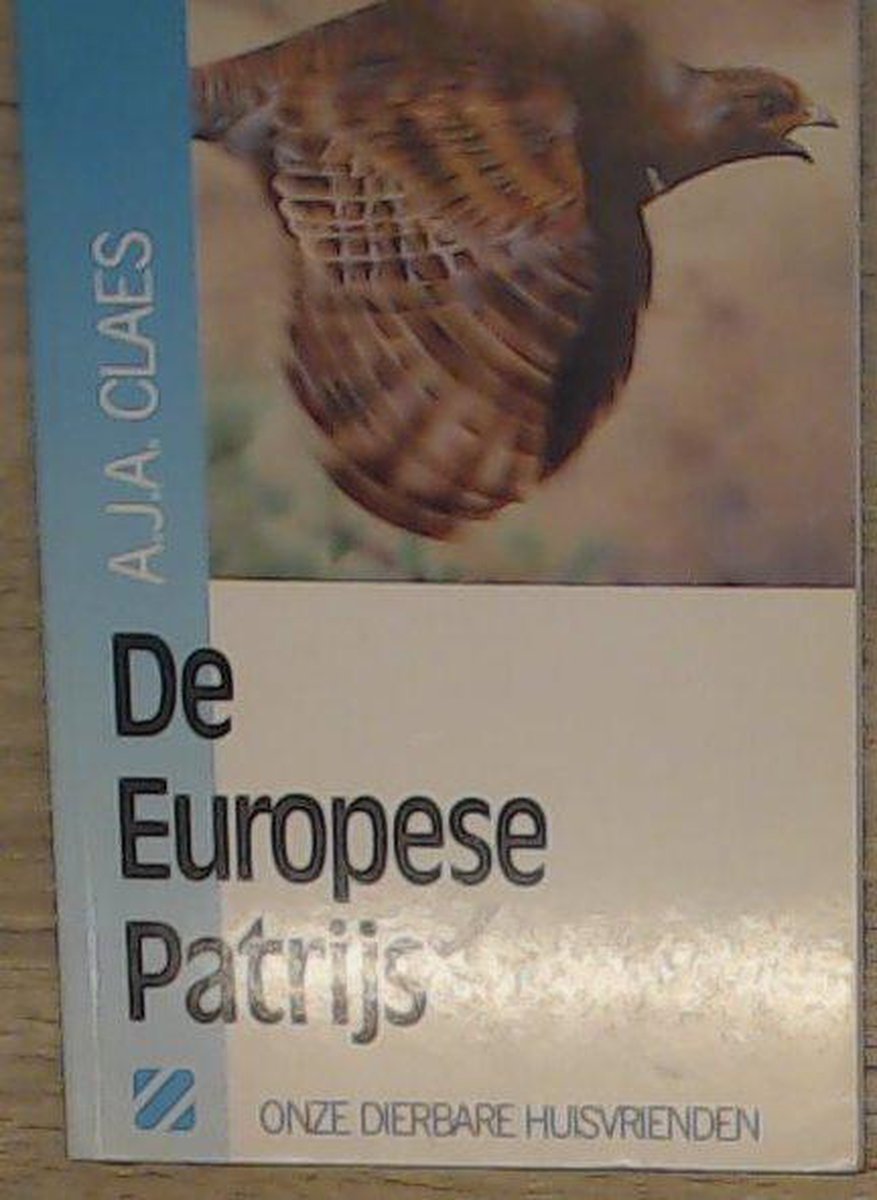 A.J.A. CLAES
De
Europese
Patrijs
ONZE DIERBARE HUISVRIENDEN